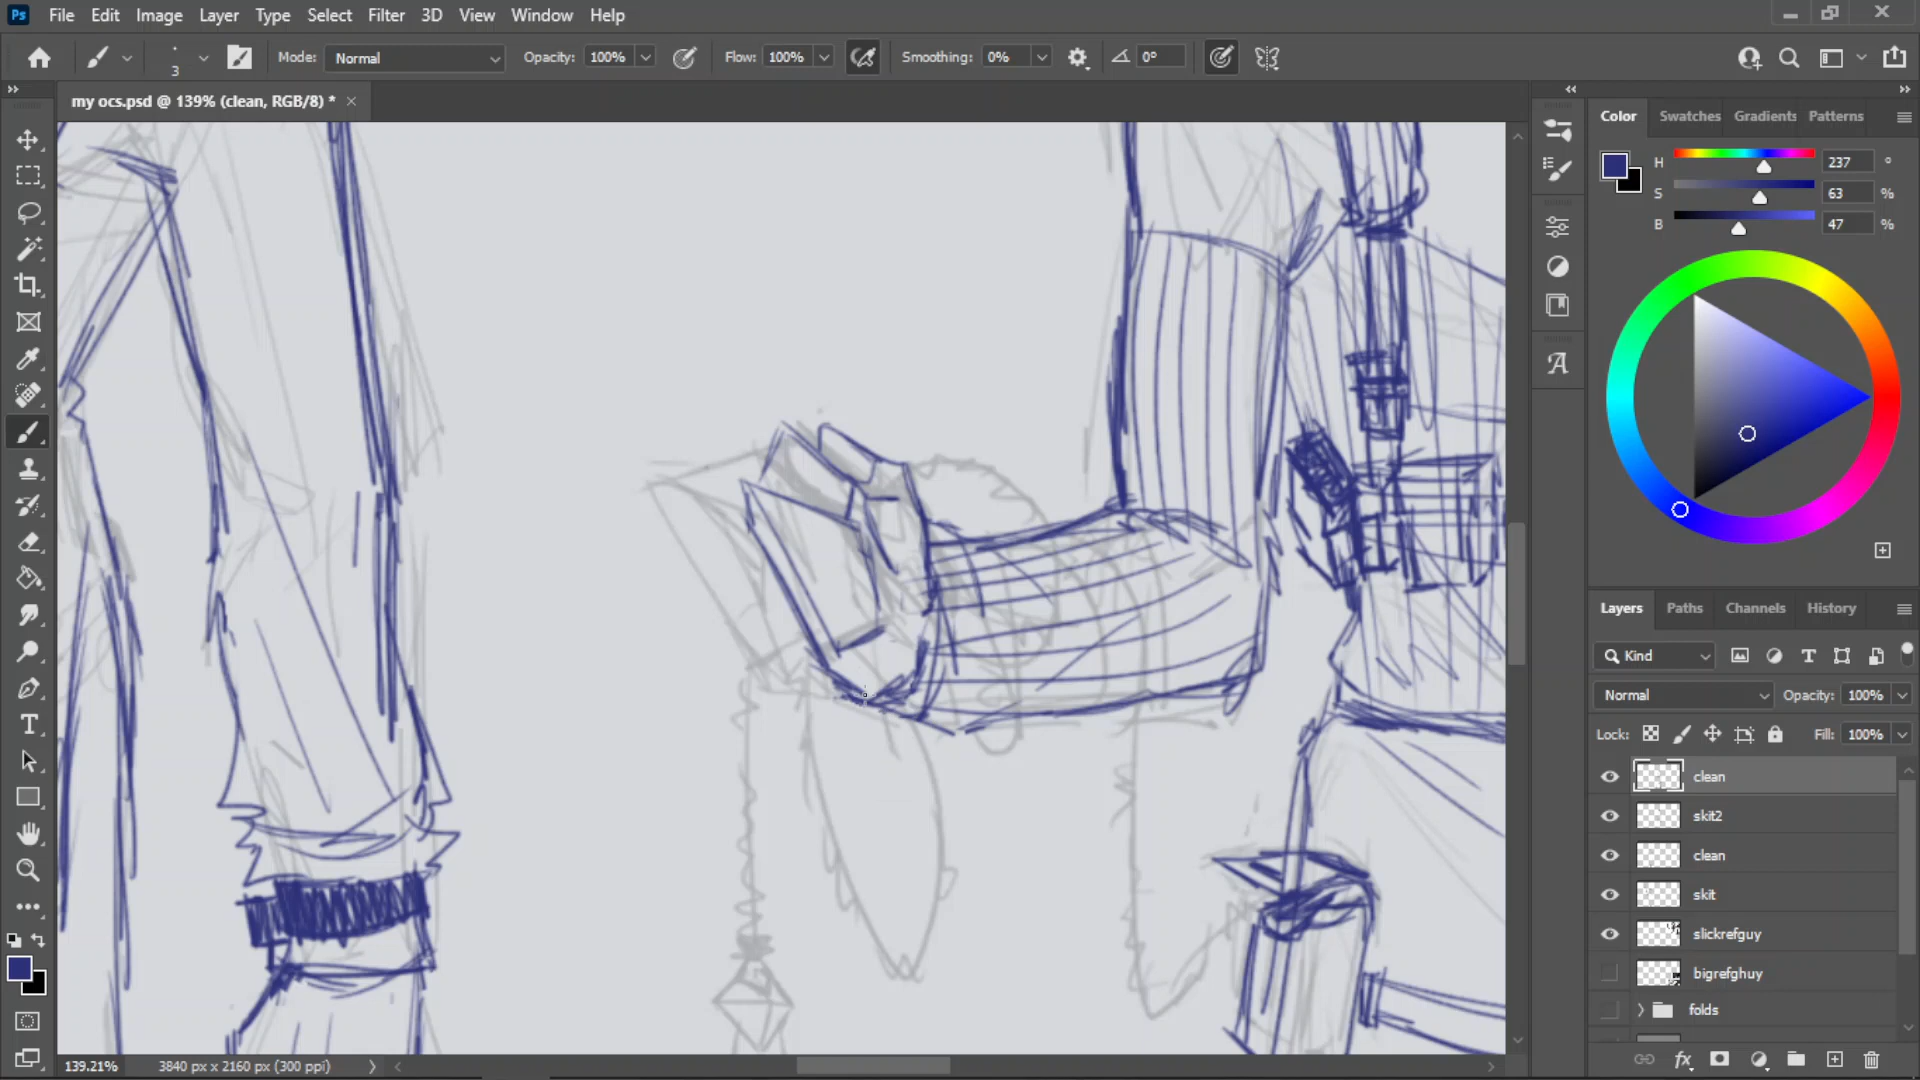 Ps File Edit Image Layer Type Select Filter 3D View Window Help
3 Mode: Normal Opacity: 100% Flow: 100% Smoothing: 0% 0°
my ocs.psd @ 139% (clean, RGB/8) *
Color Swatches Gradients Patterns
H 237 °
S 63 %
B 47 %
Layers Paths Channels History
Kind
Normal Opacity: 100%
Lock: Fill: 100%
clean
skit2
clean
skit
slickrefguy
bigrefghuy
folds
139.21% 3840 px x 2160 px (300 ppi)